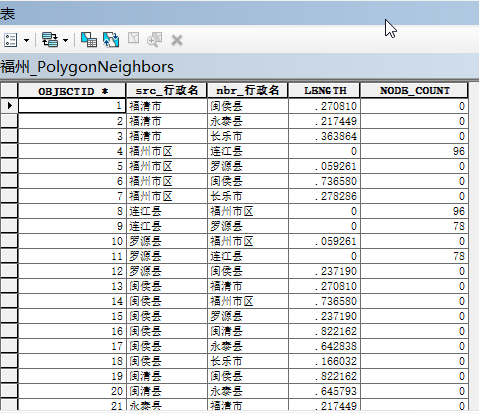 表
福州_PolygonNeighbors
OBJECTID * src_行政名 nbr_行政名 LENGTH NODE_COUNT
1 福清市 闽侯县 .270810 0
2 福清市 永泰县 .217449 0
3 福清市 长乐市 .363864 0
4 福州市区 连江县 0 96
5 福州市区 罗源县 .059261 0
6 福州市区 闽侯县 .736580 0
7 福州市区 长乐市 .278286 0
8 连江县 福州市区 0 96
9 连江县 罗源县 0 78
10 罗源县 福州市区 .059261 0
11 罗源县 连江县 0 78
12 罗源县 闽侯县 .237190 0
13 闽侯县 福清市 .270810 0
14 闽侯县 福州市区 .736580 0
15 闽侯县 罗源县 .237190 0
16 闽侯县 闽清县 .822162 0
17 闽侯县 永泰县 .642838 0
18 闽侯县 长乐市 .166032 0
19 闽清县 闽侯县 .822162 0
20 闽清县 永泰县 .645793 0
21 永泰县 福清市 .217449 0